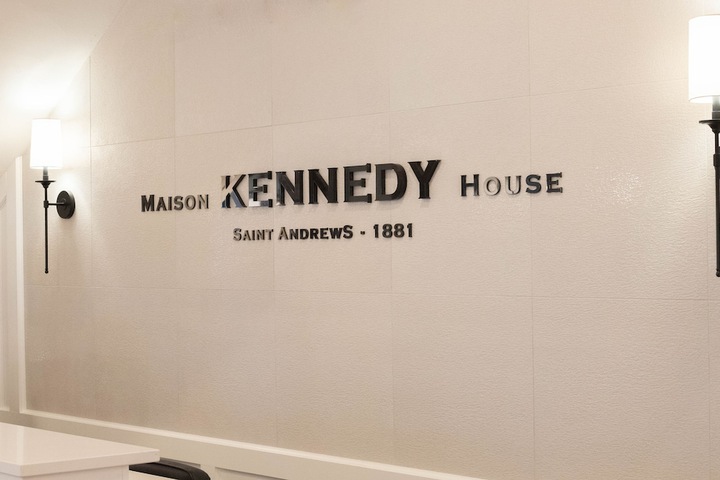 Maison KENNEDY House
Saint AndrewS - 1881